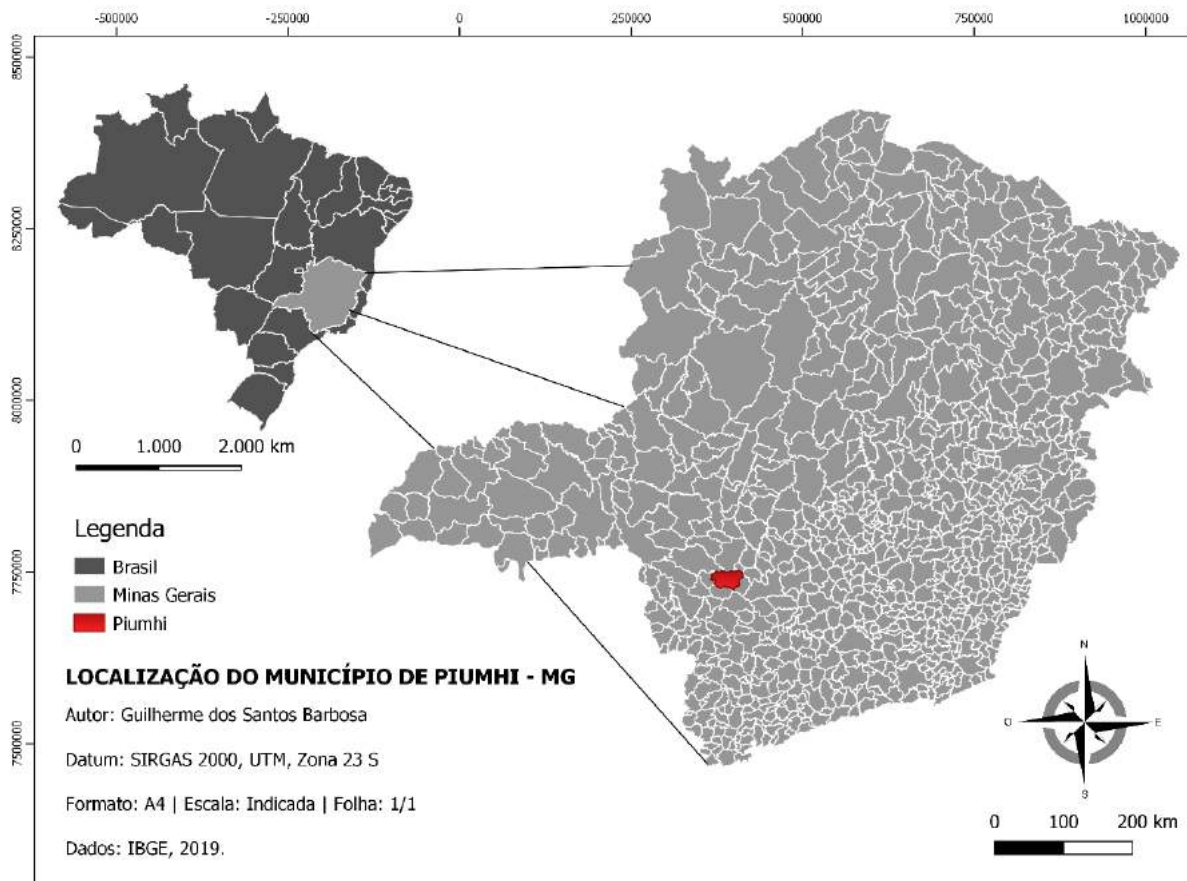 -500000 -250000 0 250000 500000 750000 1000000
8500000
8250000
8000000
7750000
7500000
0 1.000 2.000 km
Legenda
Brasil
Minas Gerais
Piumhi
LOCALIZAÇÃO DO MUNICÍPIO DE PIUMHI - MG
Autor: Guilherme dos Santos Barbosa
Datum: SIRGAS 2000, UTM, Zona 23 S
Formato: A4 | Escala: Indicada | Folha: 1/1
Dados: IBGE, 2019.
N
O E
S
0 100 200 km